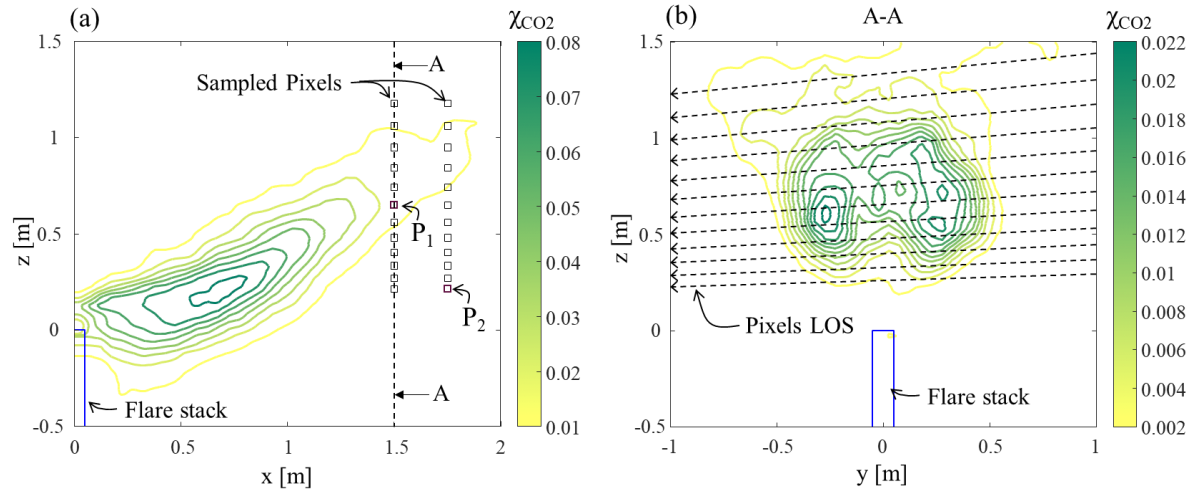 (a)
χCO2
1.5
1
0.5
0
-0.5
z [m]
0
0.5
1
1.5
2
x [m]
Sampled Pixels
A
P1
P2
A
Flare stack
0.08
0.07
0.06
0.05
0.04
0.03
0.02
0.01
(b)
A-A
χCO2
1.5
1
0.5
0
-0.5
z [m]
-1
-0.5
0
0.5
1
y [m]
Pixels LOS
Flare stack
0.022
0.02
0.018
0.016
0.014
0.012
0.01
0.008
0.006
0.004
0.002